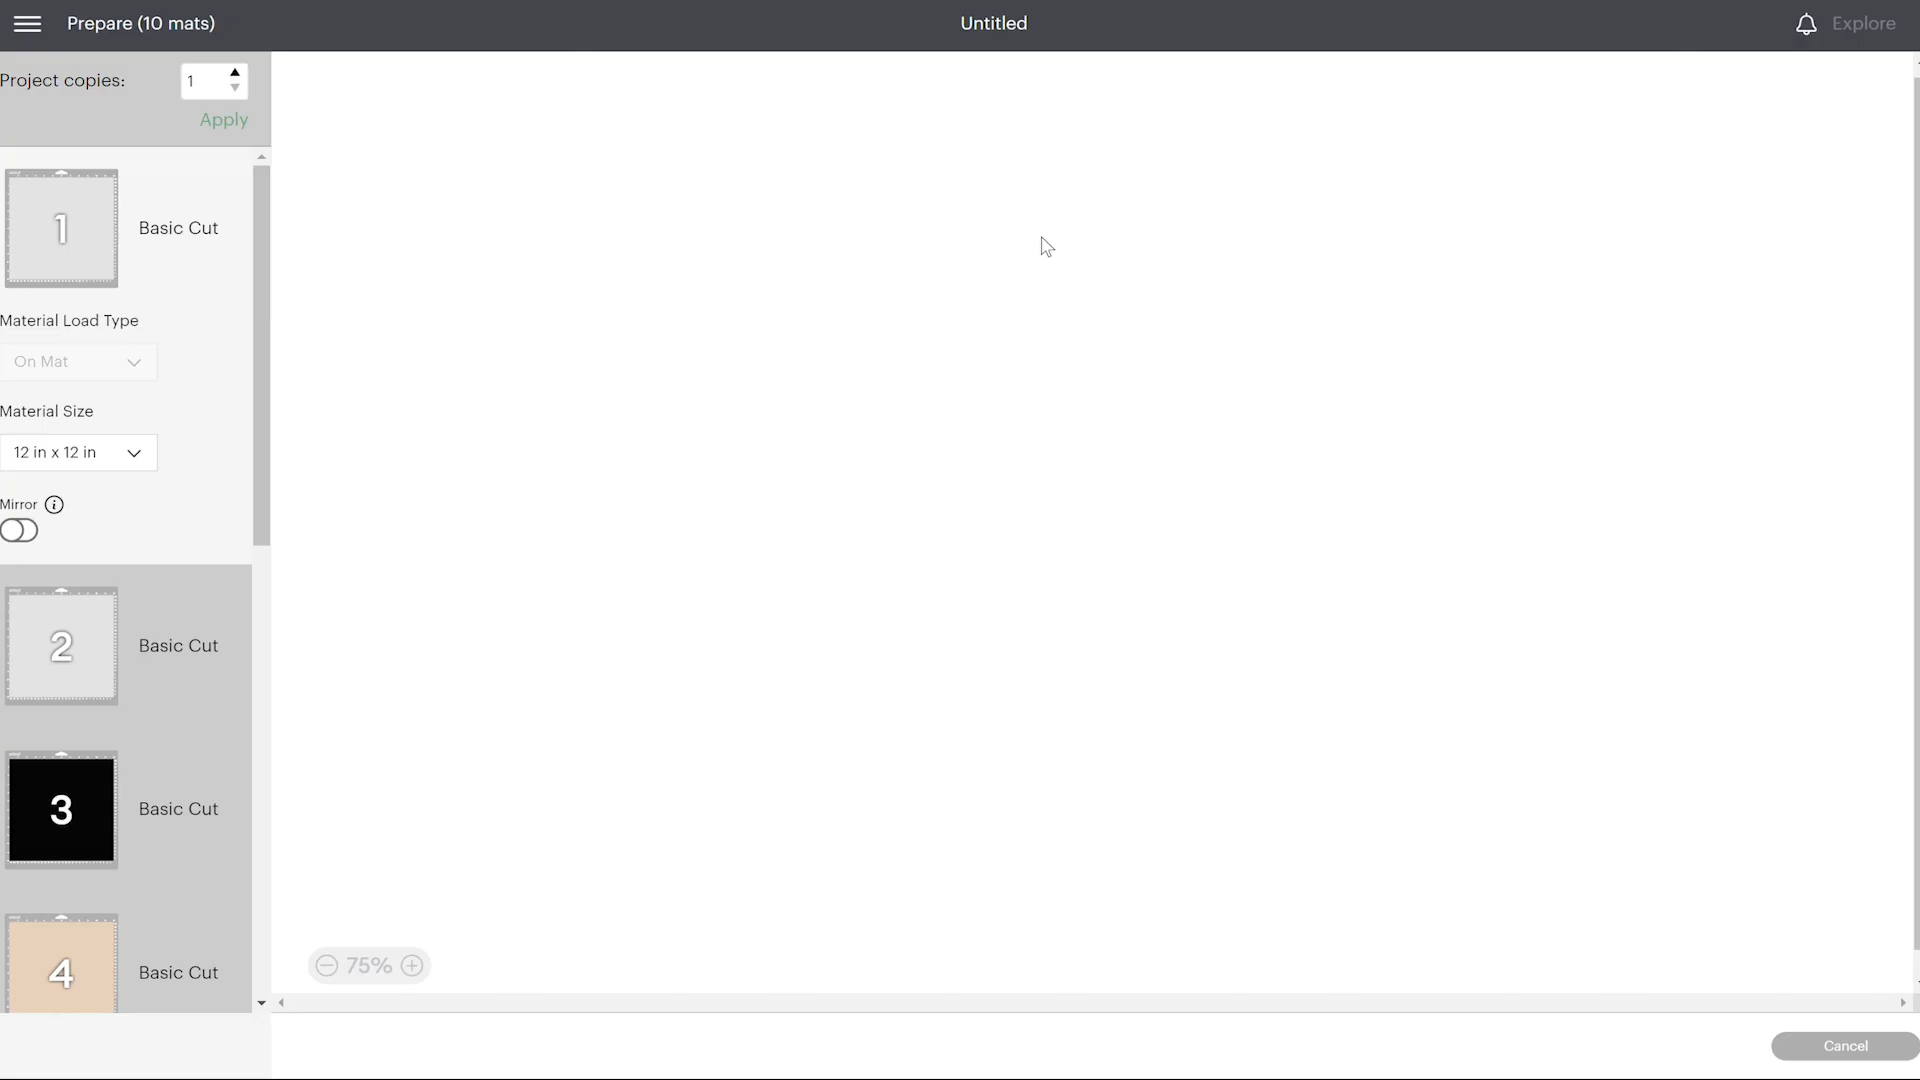 Prepare (10 mats)
Untitled
Explore
Project copies:
1
Apply
1
Basic Cut
Material Load Type
On Mat
Material Size
12 in x 12 in
Mirror
2
Basic Cut
3
Basic Cut
4
Basic Cut
75%
Cancel